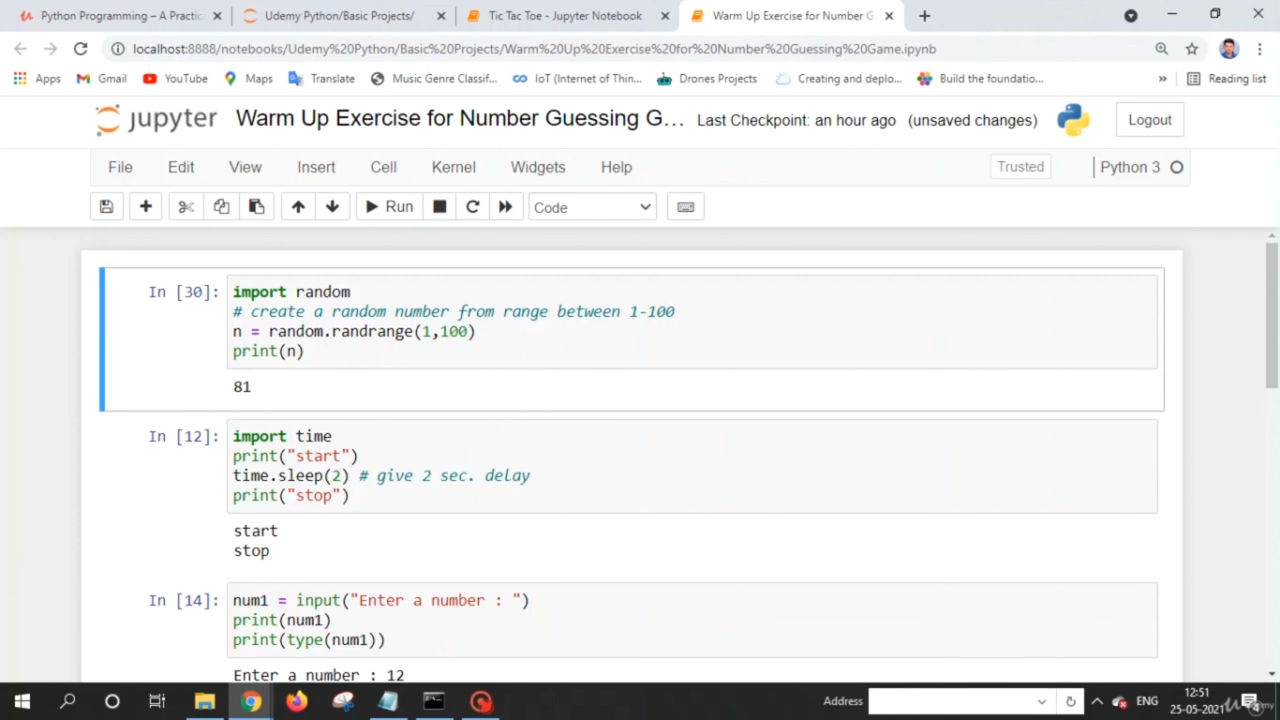 Python Programming – A Practic
Udemy Python/Basic Projects/
Tic Tac Toe - Jupyter Notebook
Warm Up Exercise for Number G
localhost:8888/notebooks/Udemy%20Python/Basic%20Projects/Warm%20Up%20Exercise%20for%20Number%20Guessing%20Game.ipynb
Apps
Gmail
YouTube
Maps
Translate
Music Genre Classif...
IoT (Internet of Thin...
Drones Projects
Creating and deplo...
Build the foundatio...
»
Reading list
jupyter
Warm Up Exercise for Number Guessing G...
Last Checkpoint: an hour ago
(unsaved changes)
Logout
File
Edit
View
Insert
Cell
Kernel
Widgets
Help
Trusted
Python 3
Run
Code
In [30]:
import random
# create a random number from range between 1-100
n = random.randrange(1,100)
print(n)
81
In [12]:
import time
print("start")
time.sleep(2) # give 2 sec. delay
print("stop")
start
stop
In [14]:
num1 = input("Enter a number : ")
print(num1)
print(type(num1))
Enter a number : 12
Address
ENG
12:51
25-05-2021